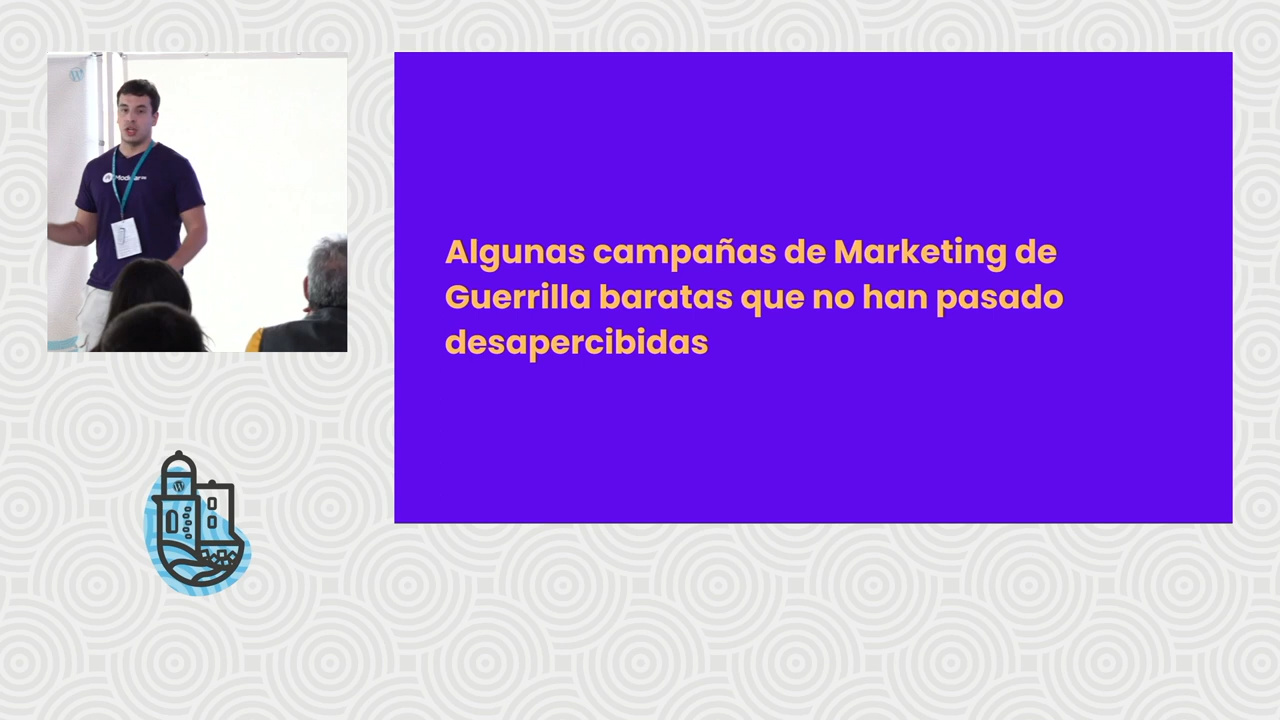 Algunas campañas de Marketing de
Guerrilla baratas que no han pasado
desapercibidas